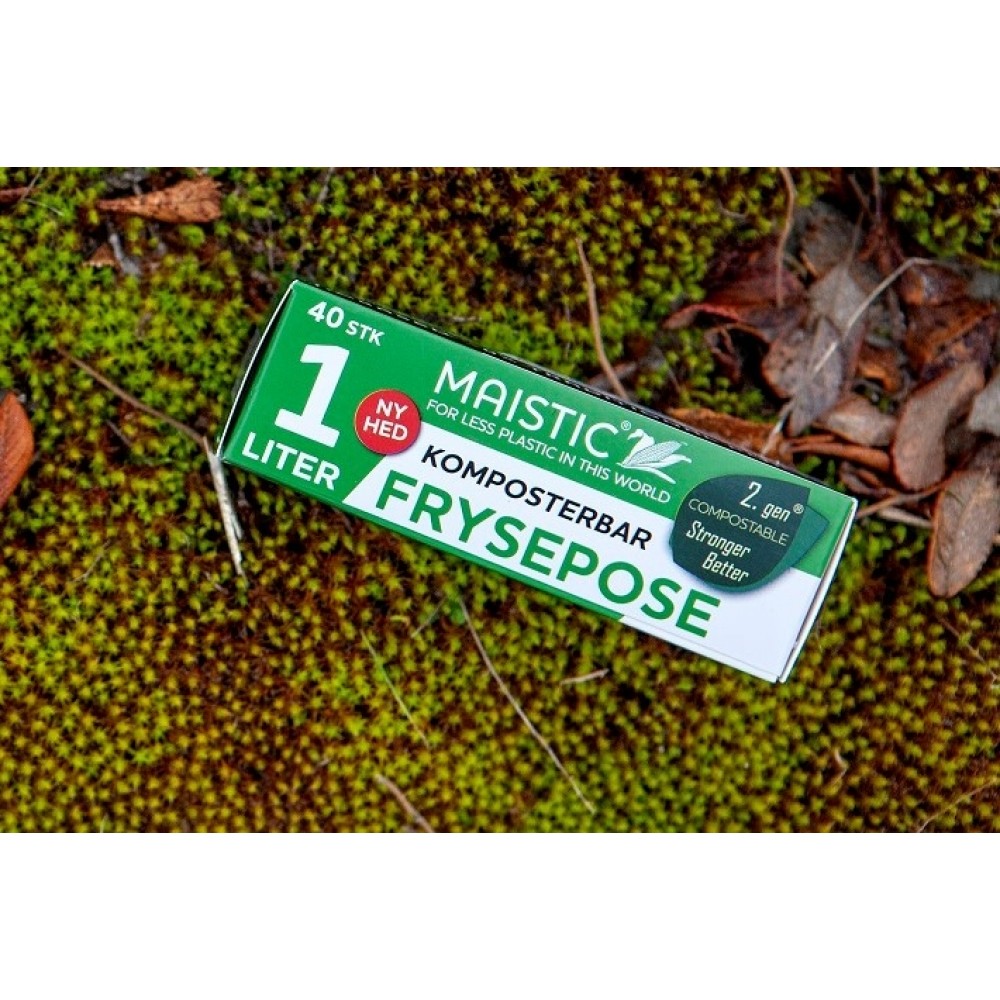 40 STK
1
LITER
NY
HED
MAISTIC®
FOR LESS PLASTIC IN THIS WORLD
KOMPOSTERBAR
FRYSEPOSE
2. gen®
COMPOSTABLE
Stronger
Better